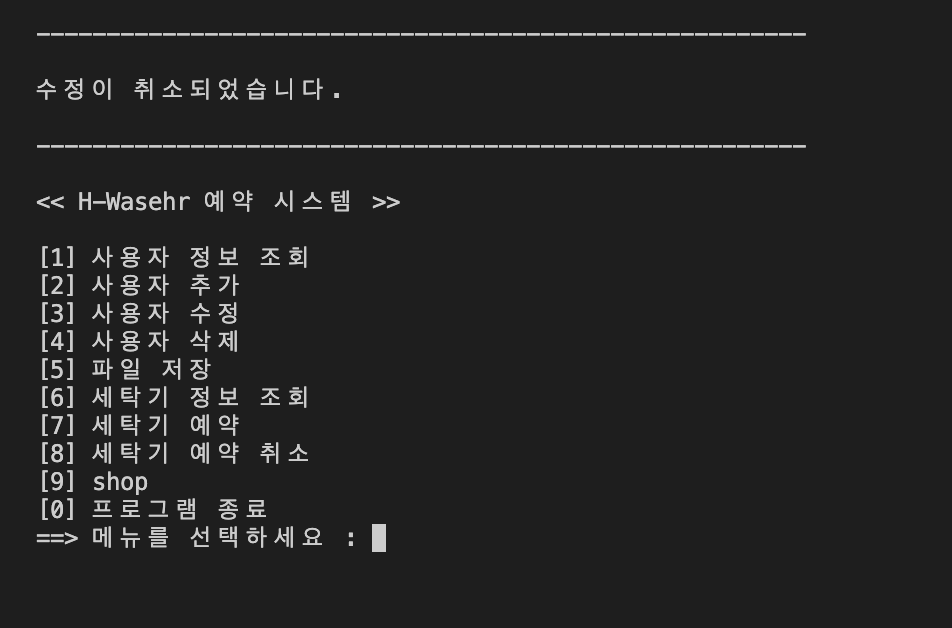 -------------------------------------------------------
수정이 취소되었습니다.
-------------------------------------------------------
<< H-Wasehr 예약 시스템 >>
[1] 사용자 정보 조회
[2] 사용자 추가
[3] 사용자 수정
[4] 사용자 삭제
[5] 파일 저장
[6] 세탁기 정보 조회
[7] 세탁기 예약
[8] 세탁기 예약 취소
[9] shop
[0] 프로그램 종료
==> 메뉴를 선택하세요 :